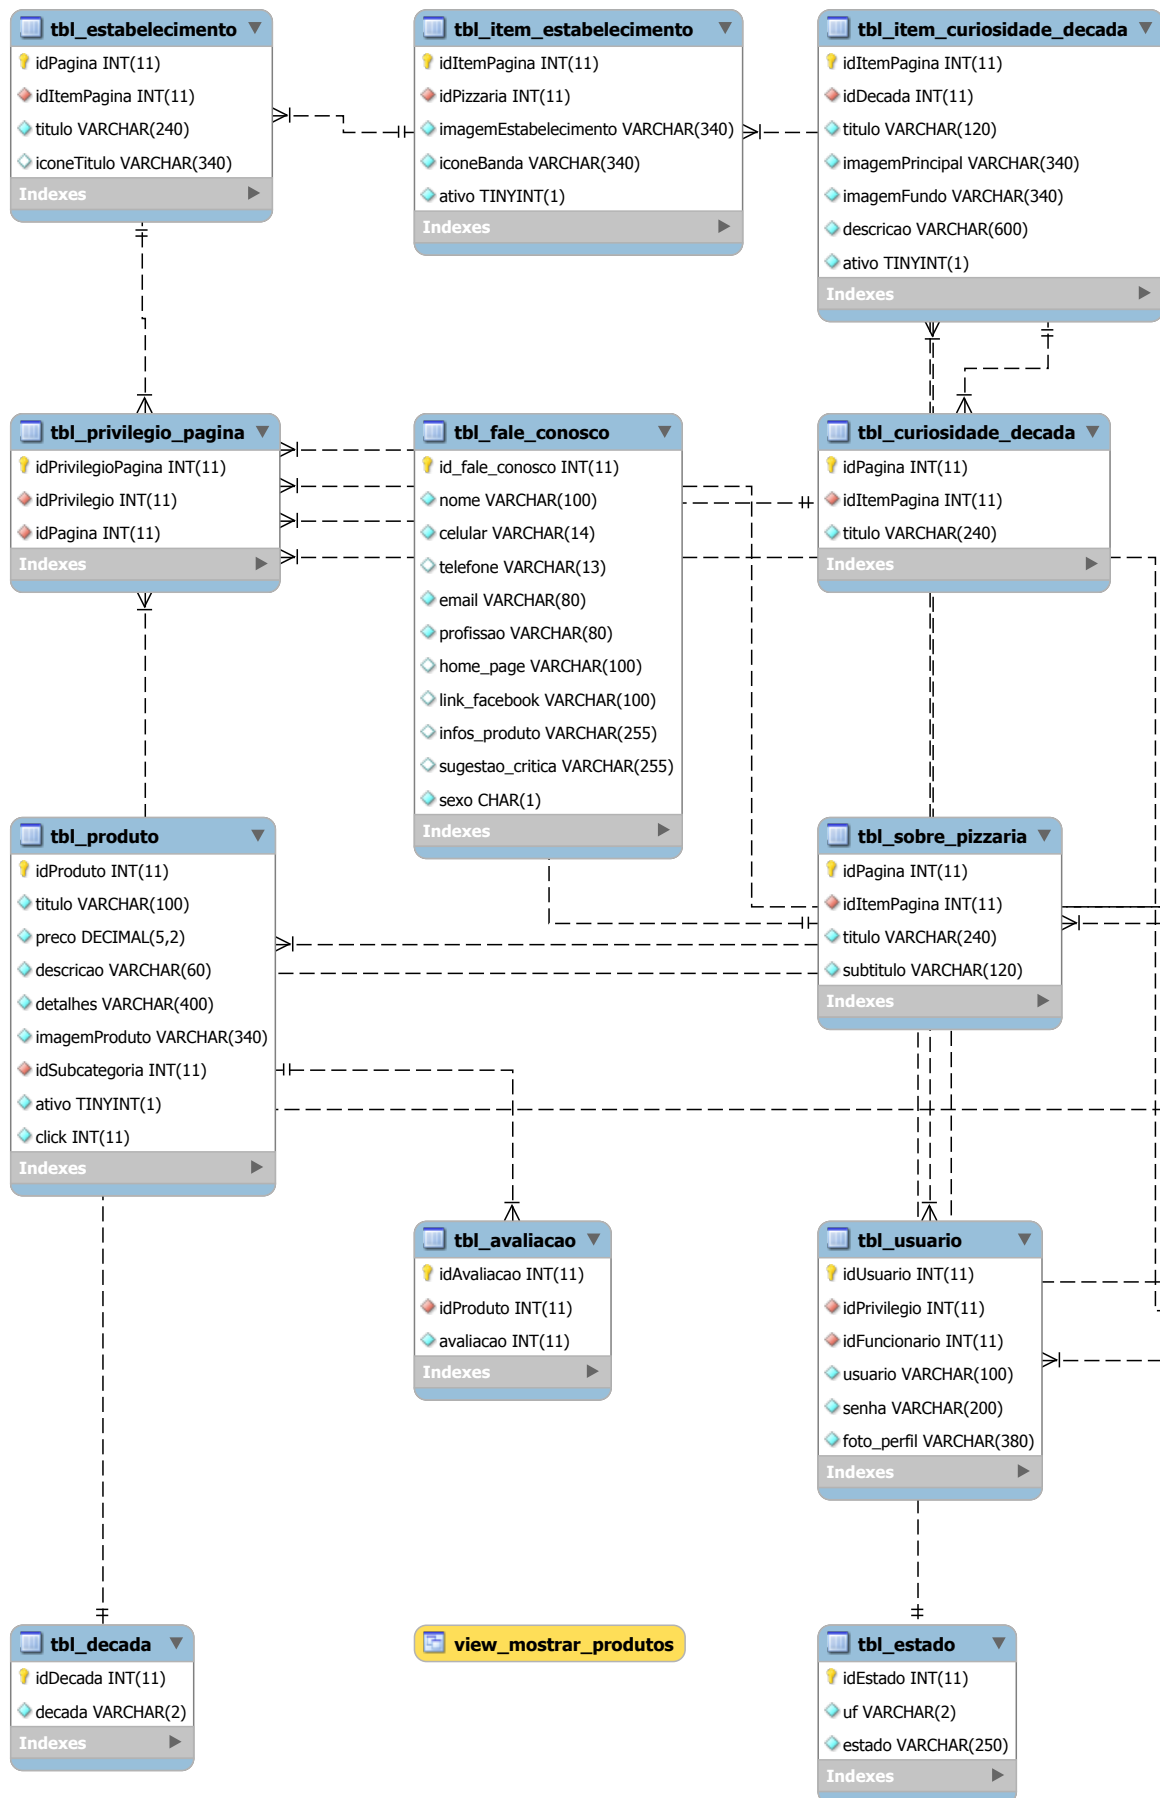 tbl_estabelecimento
idPagina INT(11)
idItemPagina INT(11)
titulo VARCHAR(240)
iconeTitulo VARCHAR(340)
Indexes
tbl_item_estabelecimento
idItemPagina INT(11)
idPizzaria INT(11)
imagemEstabelecimento VARCHAR(340)
iconeBanda VARCHAR(340)
ativo TINYINT(1)
Indexes
tbl_item_curiosidade_decada
idItemPagina INT(11)
idDecada INT(11)
titulo VARCHAR(120)
imagemPrincipal VARCHAR(340)
imagemFundo VARCHAR(340)
descricao VARCHAR(600)
ativo TINYINT(1)
Indexes
tbl_privilegio_pagina
idPrivilegioPagina INT(11)
idPrivilegio INT(11)
idPagina INT(11)
Indexes
tbl_fale_conosco
id_fale_conosco INT(11)
nome VARCHAR(100)
celular VARCHAR(14)
telefone VARCHAR(13)
email VARCHAR(80)
profissao VARCHAR(80)
home_page VARCHAR(100)
link_facebook VARCHAR(100)
infos_produto VARCHAR(255)
sugestao_critica VARCHAR(255)
sexo CHAR(1)
Indexes
tbl_curiosidade_decada
idPagina INT(11)
idItemPagina INT(11)
titulo VARCHAR(240)
Indexes
tbl_produto
idProduto INT(11)
titulo VARCHAR(100)
preco DECIMAL(5,2)
descricao VARCHAR(60)
detalhes VARCHAR(400)
imagemProduto VARCHAR(340)
idSubcategoria INT(11)
ativo TINYINT(1)
click INT(11)
Indexes
tbl_sobre_pizzaria
idPagina INT(11)
idItemPagina INT(11)
titulo VARCHAR(240)
subtitulo VARCHAR(120)
Indexes
tbl_avaliacao
idAvaliacao INT(11)
idProduto INT(11)
avaliacao INT(11)
Indexes
tbl_usuario
idUsuario INT(11)
idPrivilegio INT(11)
idFuncionario INT(11)
usuario VARCHAR(100)
senha VARCHAR(200)
foto_perfil VARCHAR(380)
Indexes
tbl_decada
idDecada INT(11)
decada VARCHAR(2)
Indexes
view_mostrar_produtos
tbl_estado
idEstado INT(11)
uf VARCHAR(2)
estado VARCHAR(250)
Indexes